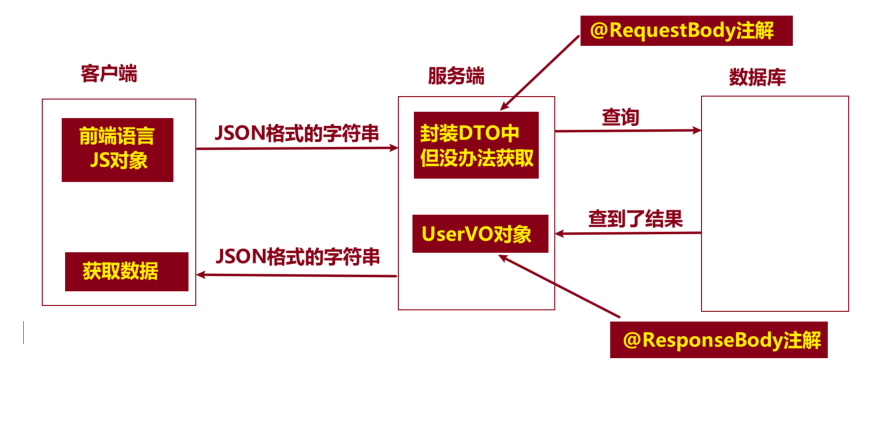 @RequestBody注解
客户端
服务端
数据库
前端语言
JS对象
JSON格式的字符串
封装DTO中
但没办法获取
查询
UserVO对象
查到了结果
获取数据
JSON格式的字符串
@ResponseBody注解